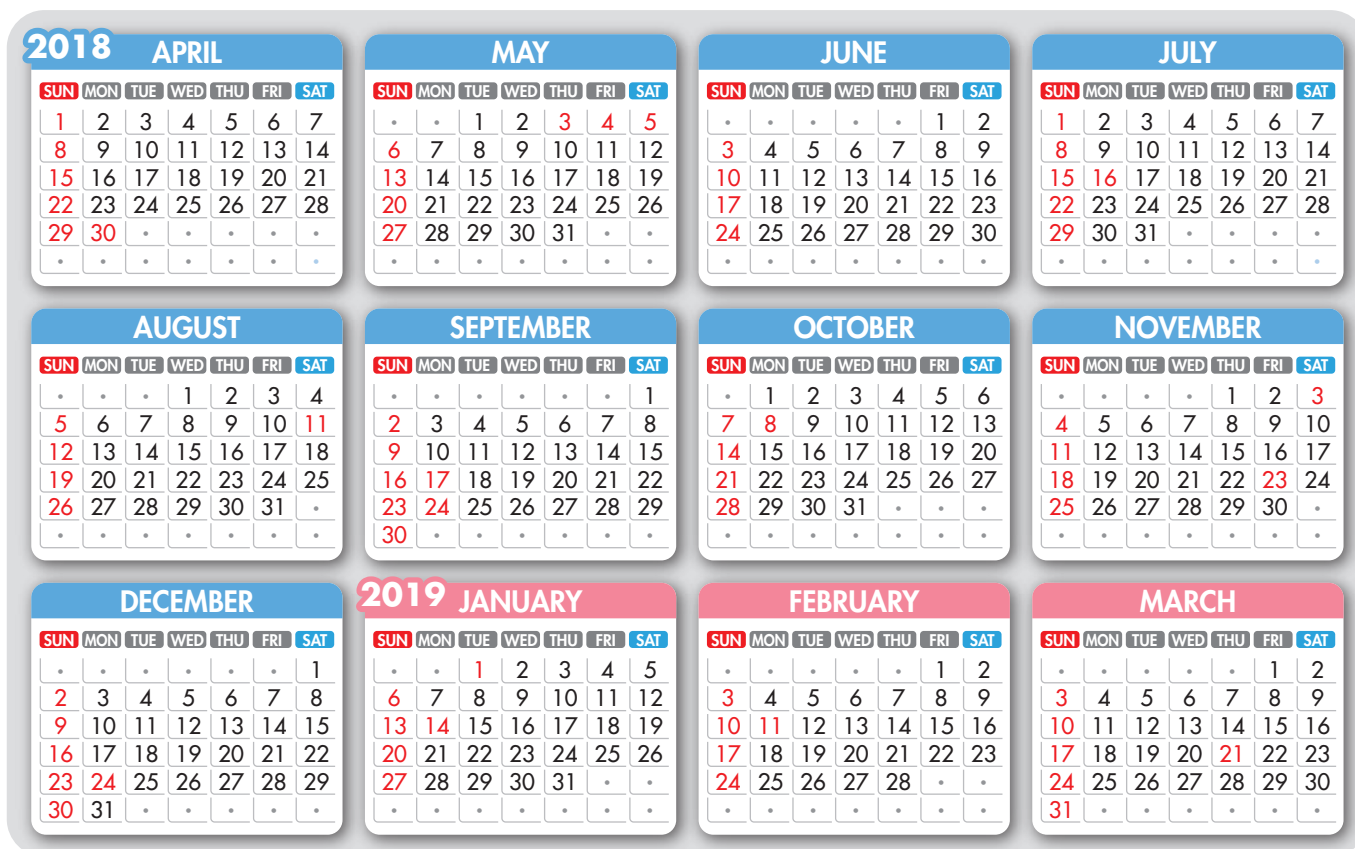 2018 APRIL
SUN MON TUE WED THU FRI SAT
1 2 3 4 5 6 7
8 9 10 11 12 13 14
15 16 17 18 19 20 21
22 23 24 25 26 27 28
29 30
MAY
SUN MON TUE WED THU FRI SAT
1 2 3 4 5
6 7 8 9 10 11 12
13 14 15 16 17 18 19
20 21 22 23 24 25 26
27 28 29 30 31
JUNE
SUN MON TUE WED THU FRI SAT
1 2
3 4 5 6 7 8 9
10 11 12 13 14 15 16
17 18 19 20 21 22 23
24 25 26 27 28 29 30
JULY
SUN MON TUE WED THU FRI SAT
1 2 3 4 5 6 7
8 9 10 11 12 13 14
15 16 17 18 19 20 21
22 23 24 25 26 27 28
29 30 31
AUGUST
SUN MON TUE WED THU FRI SAT
1 2 3 4
5 6 7 8 9 10 11
12 13 14 15 16 17 18
19 20 21 22 23 24 25
26 27 28 29 30 31
SEPTEMBER
SUN MON TUE WED THU FRI SAT
1
2 3 4 5 6 7 8
9 10 11 12 13 14 15
16 17 18 19 20 21 22
23 24 25 26 27 28 29
30
OCTOBER
SUN MON TUE WED THU FRI SAT
1 2 3 4 5 6
7 8 9 10 11 12 13
14 15 16 17 18 19 20
21 22 23 24 25 26 27
28 29 30 31
NOVEMBER
SUN MON TUE WED THU FRI SAT
1 2 3
4 5 6 7 8 9 10
11 12 13 14 15 16 17
18 19 20 21 22 23 24
25 26 27 28 29 30
DECEMBER
SUN MON TUE WED THU FRI SAT
1
2 3 4 5 6 7 8
9 10 11 12 13 14 15
16 17 18 19 20 21 22
23 24 25 26 27 28 29
30 31
2019 JANUARY
SUN MON TUE WED THU FRI SAT
1 2 3 4 5
6 7 8 9 10 11 12
13 14 15 16 17 18 19
20 21 22 23 24 25 26
27 28 29 30 31
FEBRUARY
SUN MON TUE WED THU FRI SAT
1 2
3 4 5 6 7 8 9
10 11 12 13 14 15 16
17 18 19 20 21 22 23
24 25 26 27 28
MARCH
SUN MON TUE WED THU FRI SAT
1 2
3 4 5 6 7 8 9
10 11 12 13 14 15 16
17 18 19 20 21 22 23
24 25 26 27 28 29 30
31